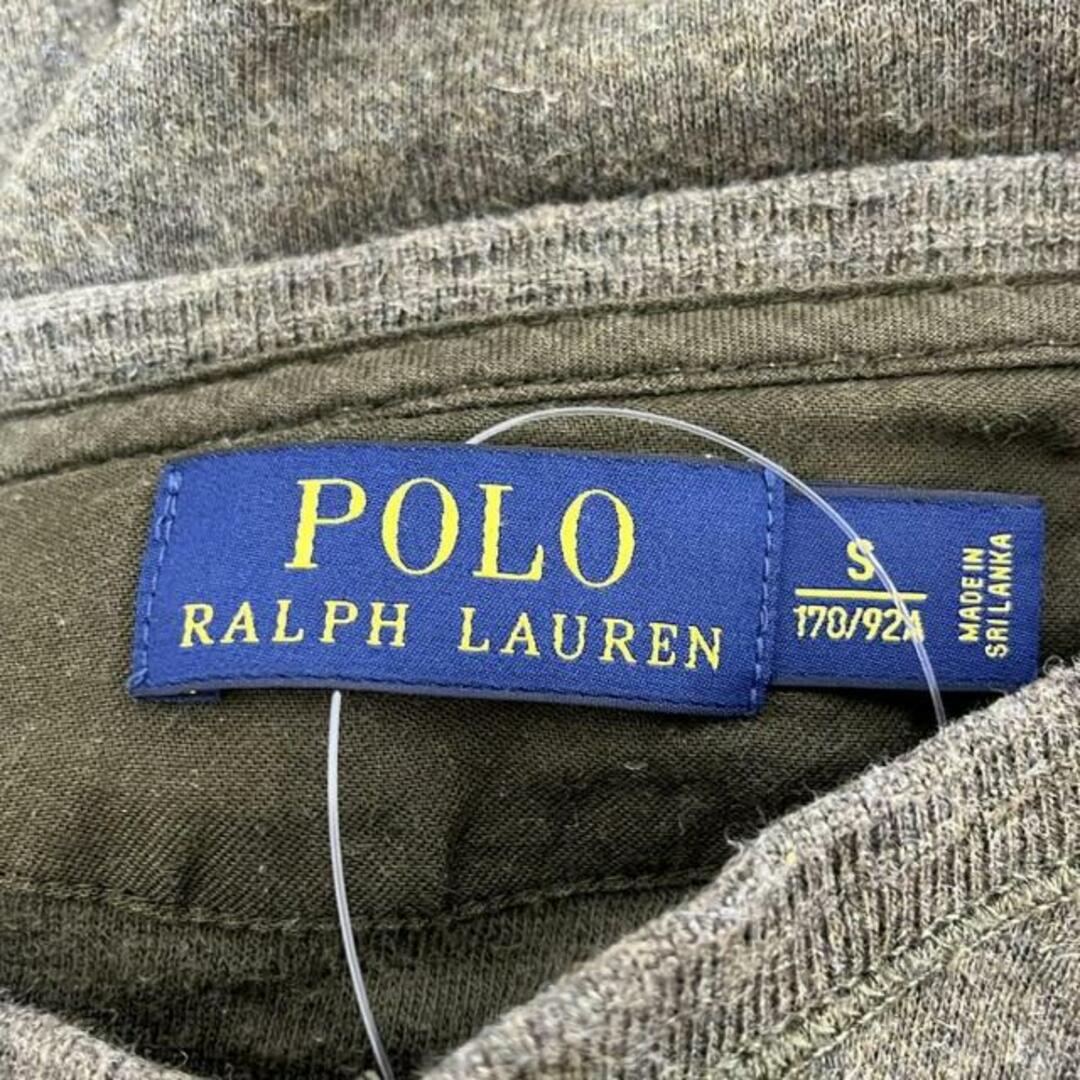 POLO
RALPH LAUREN
S
170/92A
MADE IN
SRI LANKA